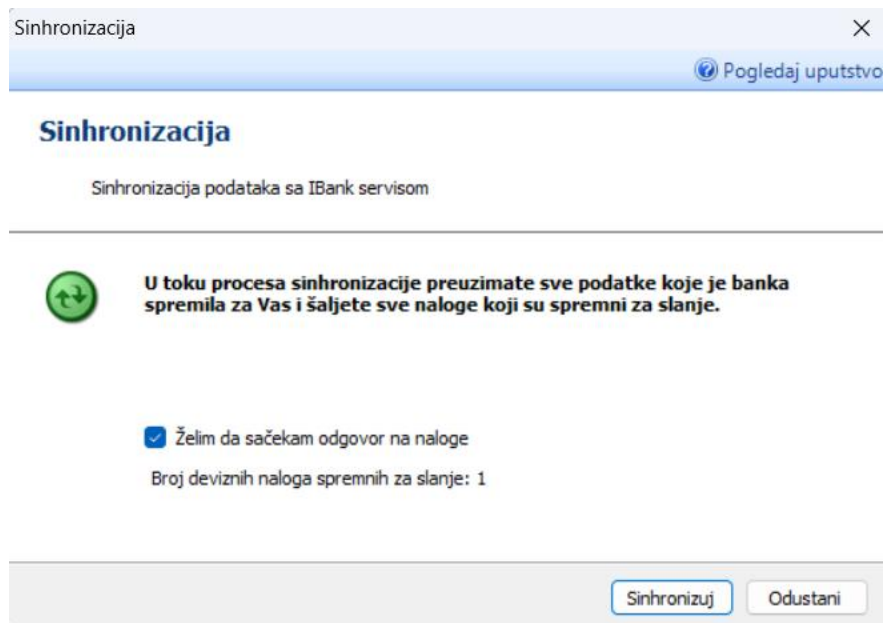 Sinhronizacija
Pogledaj uputstvo
Sinhronizacija
Sinhronizacija podataka sa IBank servisom
U toku procesa sinhronizacije preuzimate sve podatke koje je banka
spremila za Vas i šaljete sve naloge koji su spremni za slanje.
Želim da sačekam odgovor na naloge
Broj deviznih naloga spremnih za slanje: 1
Sinhronizuj Odustani